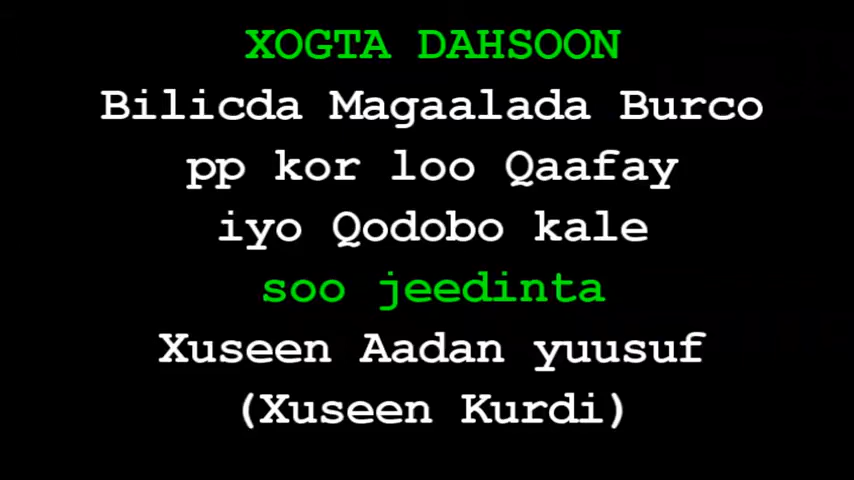 XOGTA DAHSOON
Bilicda Magaalada Burco
pp kor loo Qaafay
iyo Qodobo kale
soo jeedinta
Xuseen Aadan yuusuf
(Xuseen Kurdi)